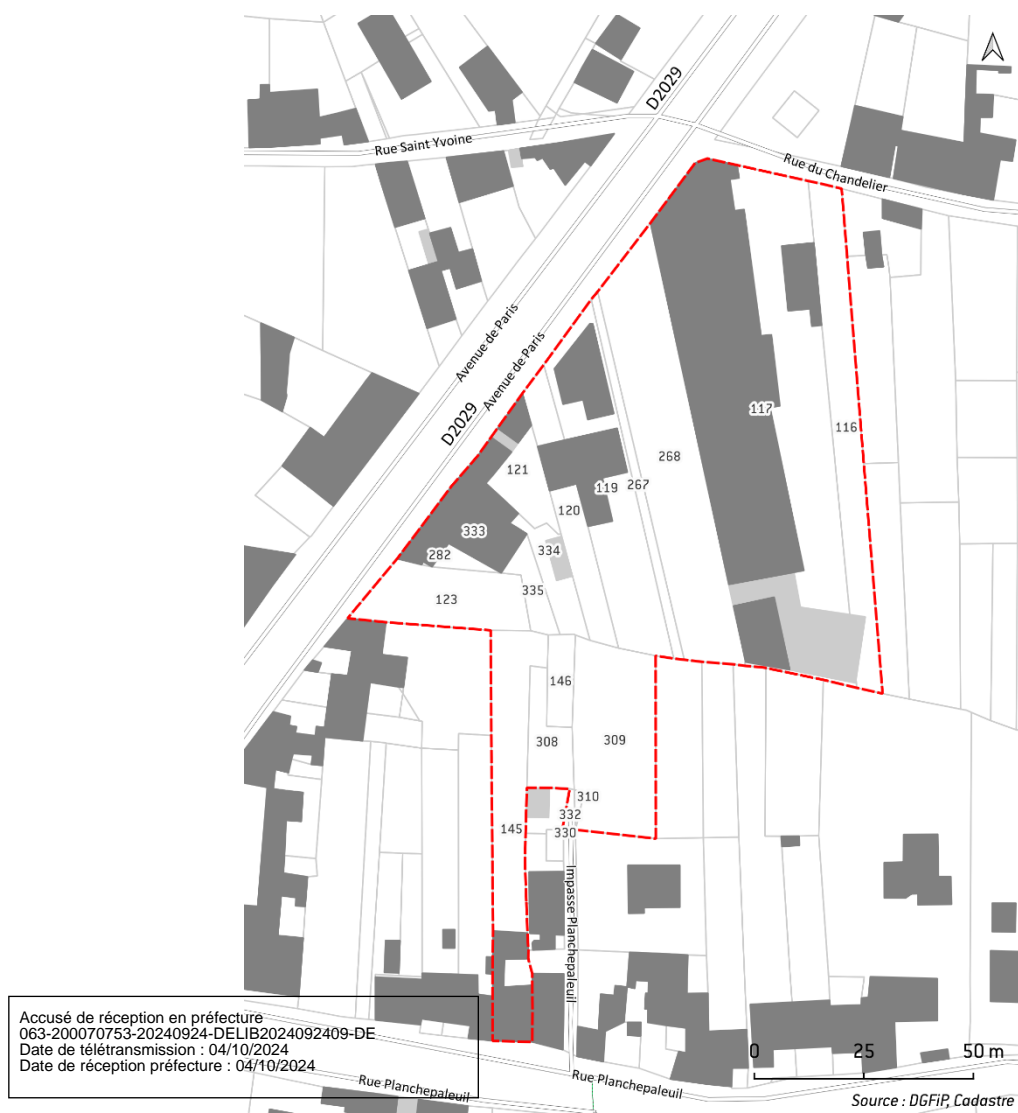 D2029
Rue Saint Yvoine
Rue du Chandelier
Avenue de Paris
Avenue de Paris
D2029
117
116
268
121
119
267
120
333
334
282
335
123
146
308
309
310
332
145
330
Impasse Planchepaleuil
Accusé de réception en préfecture
063-200070753-20240924-DELIB2024092409-DE
Date de télétransmission : 04/10/2024
Date de réception préfecture : 04/10/2024
0 25 50 m
Rue Planchepaleuil
Rue Planchepaleuil
Source : DGFiP, Cadastre